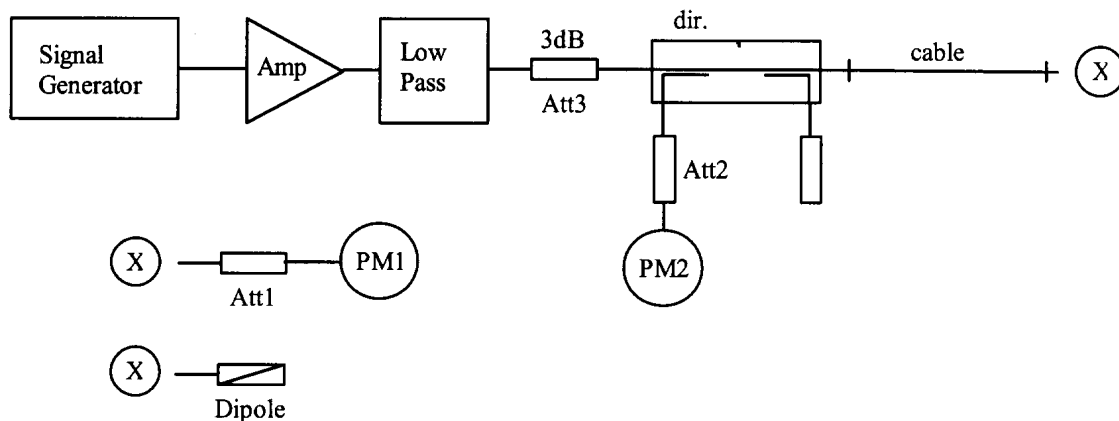 Signal
Generator
Amp
Low
Pass
3dB
Att3
dir.
cable
X
Att2
PM2
X
Att1
PM1
X
Dipole